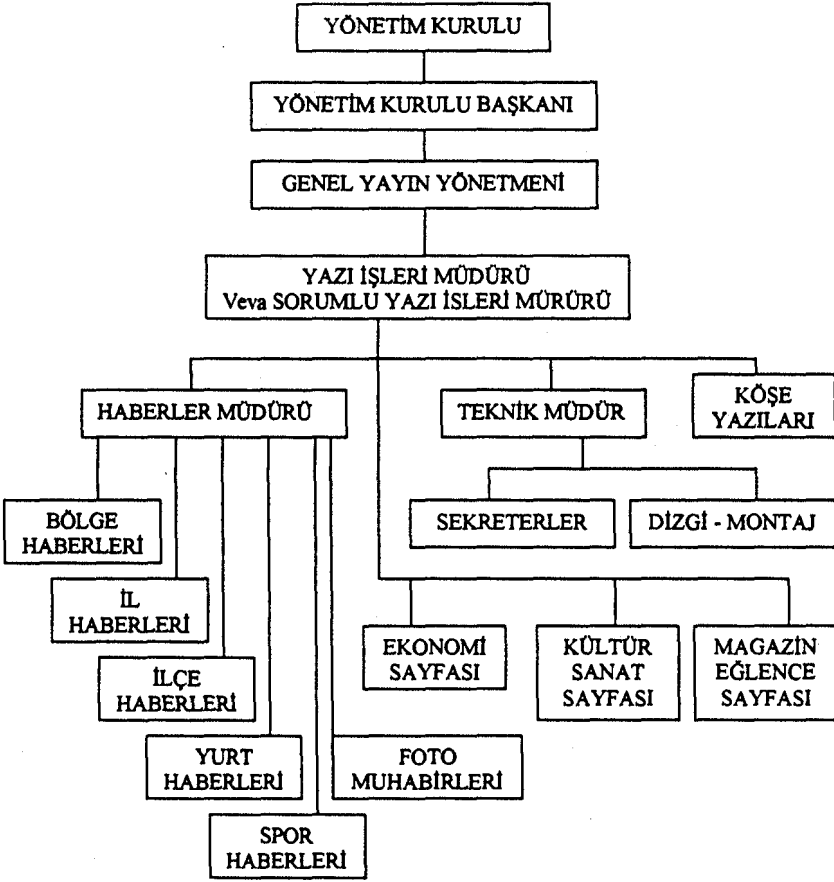 YÖNETİM KURULU
YÖNETİM KURULU BAŞKANI
GENEL YAYIN YÖNETMENİ
YAZI İŞLERİ MÜDÜRÜ
Veva SORUMLU YAZI İSLERİ MÜRÜRÜ
HABERLER MÜDÜRÜ
TEKNİK MÜDÜR
KÖŞE
YAZILARI
BÖLGE
HABERLERİ
SEKRETERLER
DİZGİ - MONTAJ
İL
HABERLERİ
EKONOMİ
SAYFASI
KÜLTÜR
SANAT
SAYFASI
MAGAZİN
EĞLENCE
SAYFASI
İLÇE
HABERLERİ
YURT
HABERLERİ
FOTO
MUHABİRLERİ
SPOR
HABERLERİ